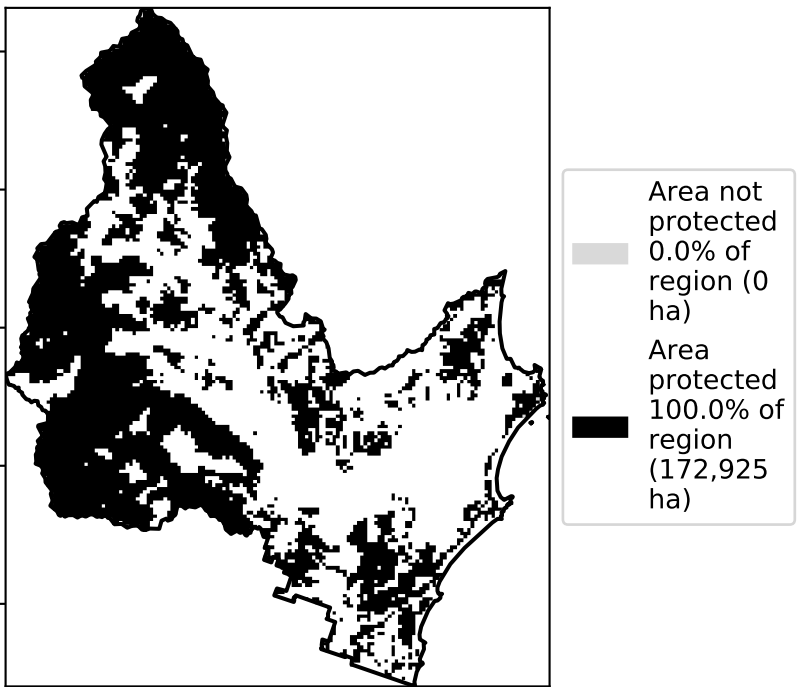 Area not
protected
0.0% of
region (0
ha)
Area
protected
100.0% of
region
(172,925
ha)